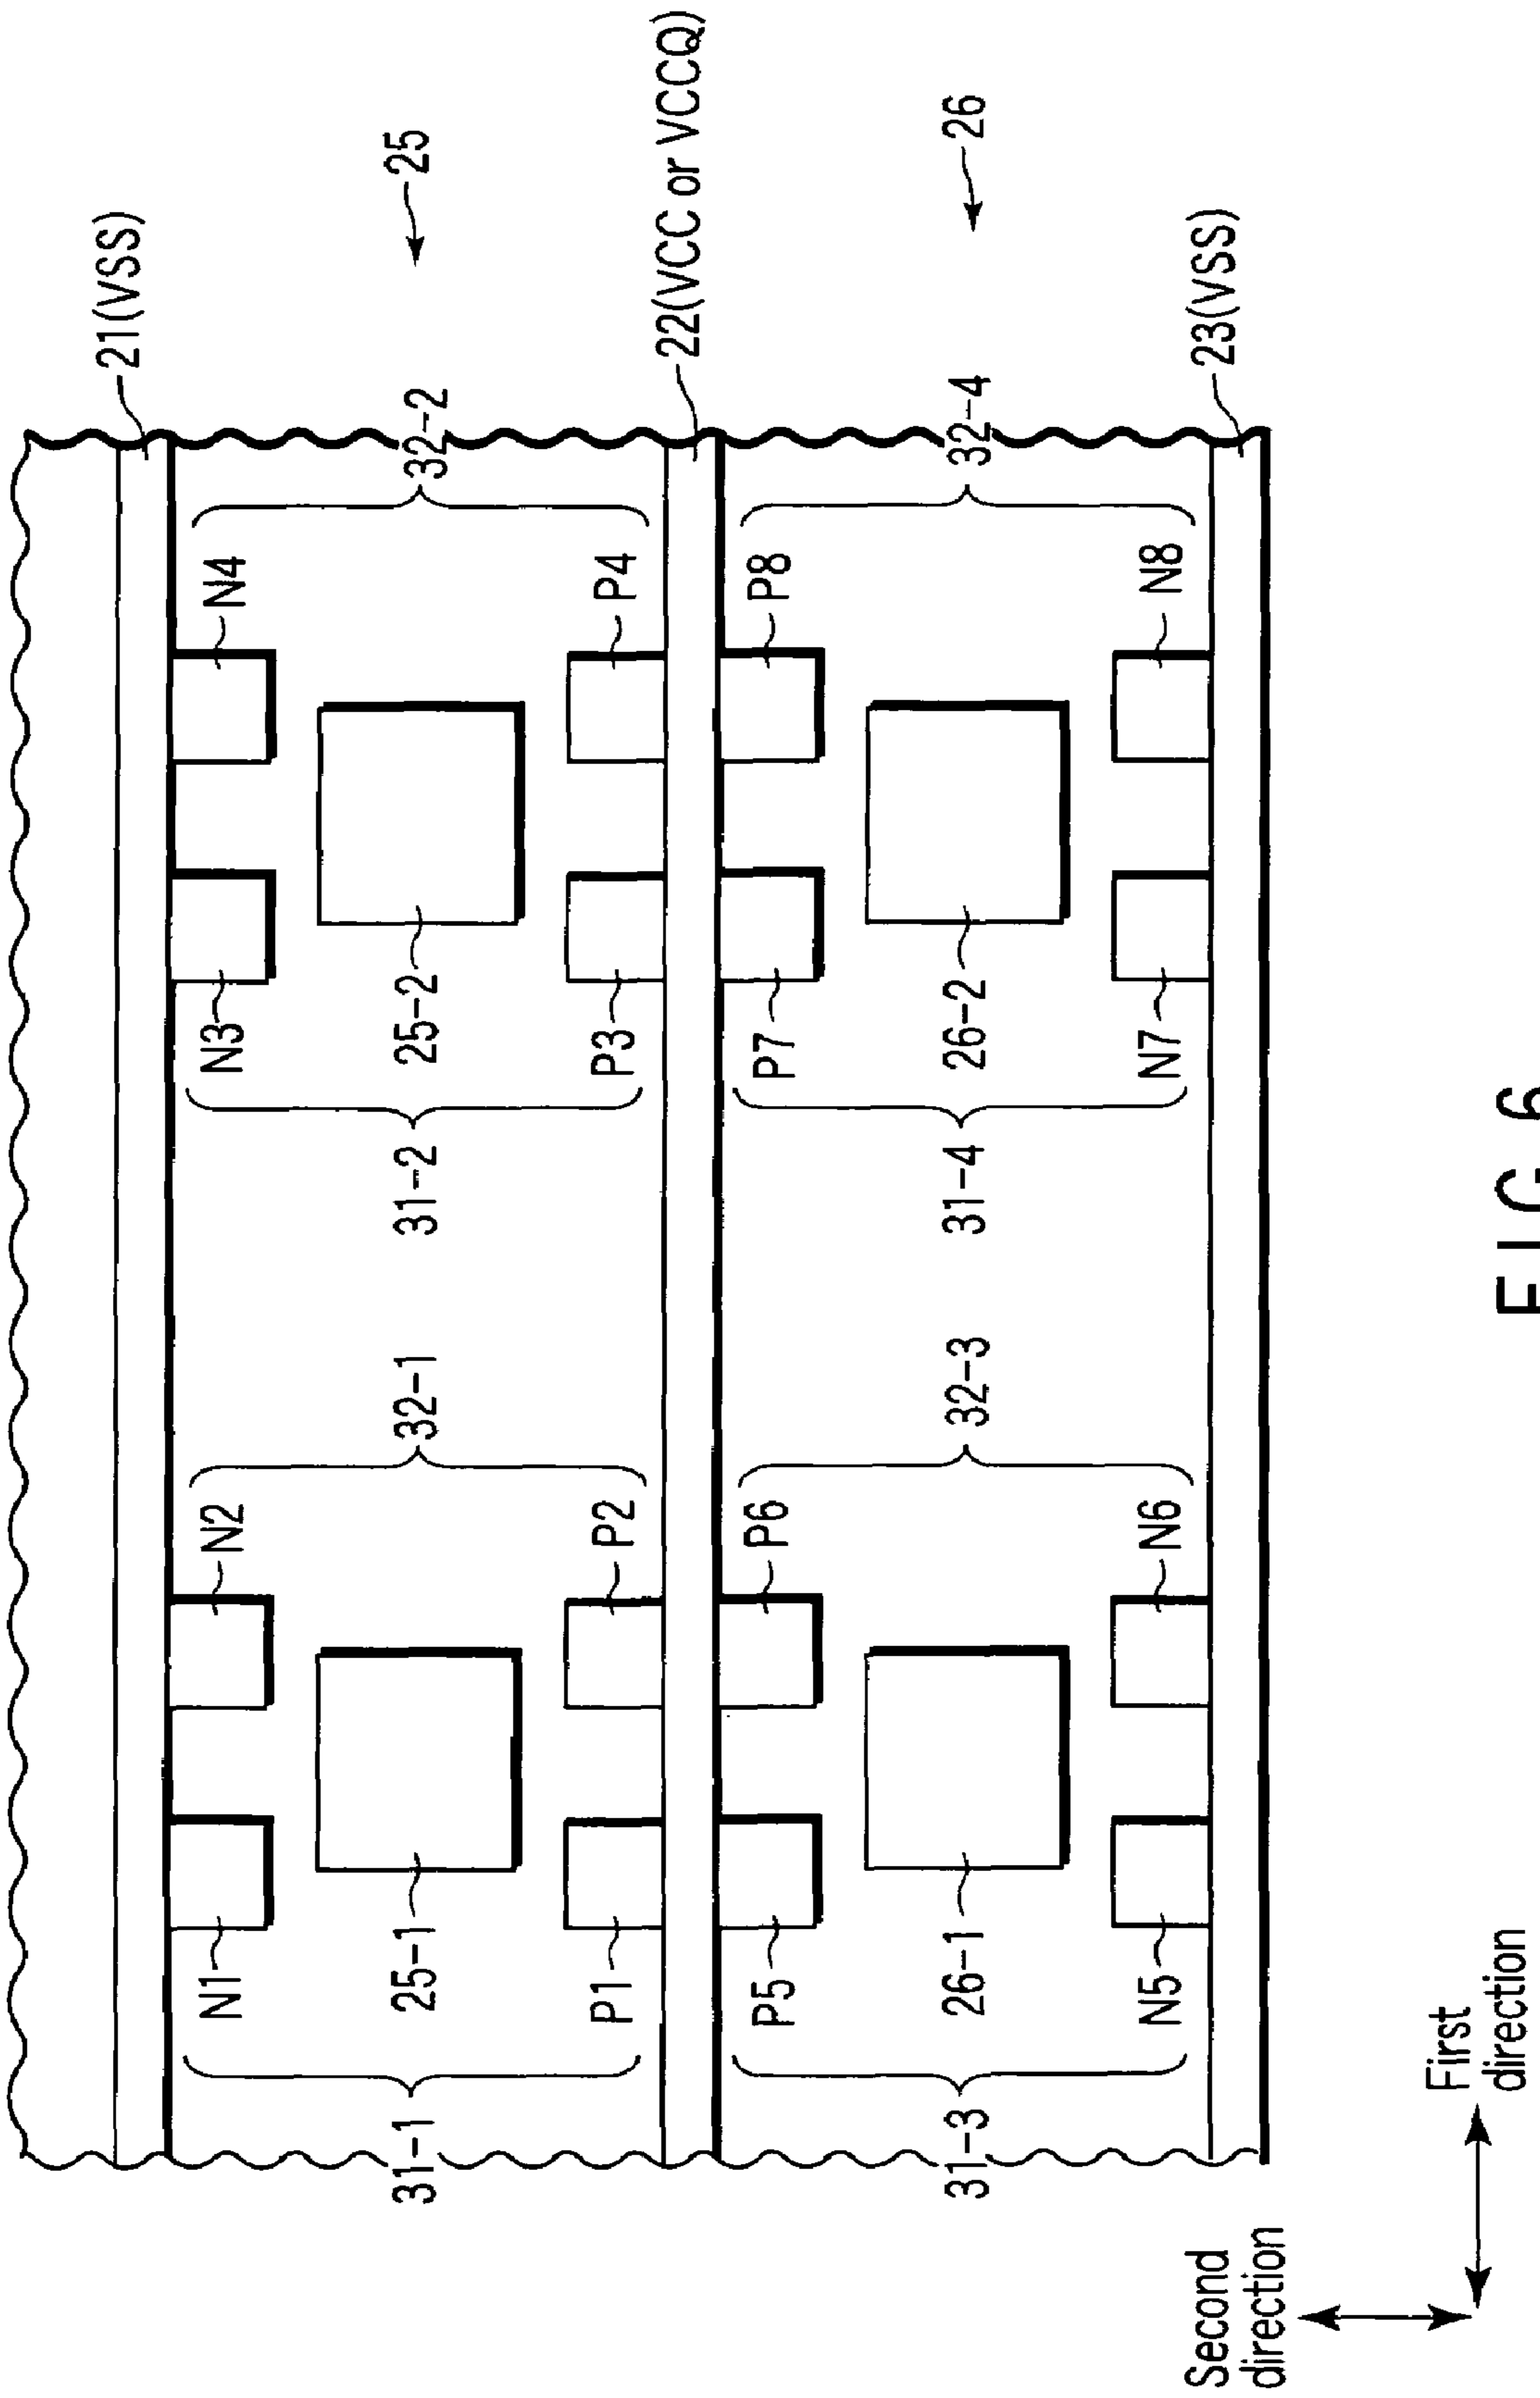 21(VSS)
N1
N2
N3
N4
31-1
25-1
32-1
31-2
25-2
32-2
25
P1
P2
P3
P4
22(VCC or VCCQ)
P5
P6
P7
P8
31-3
26-1
32-3
31-4
26-2
32-4
26
N5
N6
N7
N8
23(VSS)
Second
direction
First
direction
FIG 6